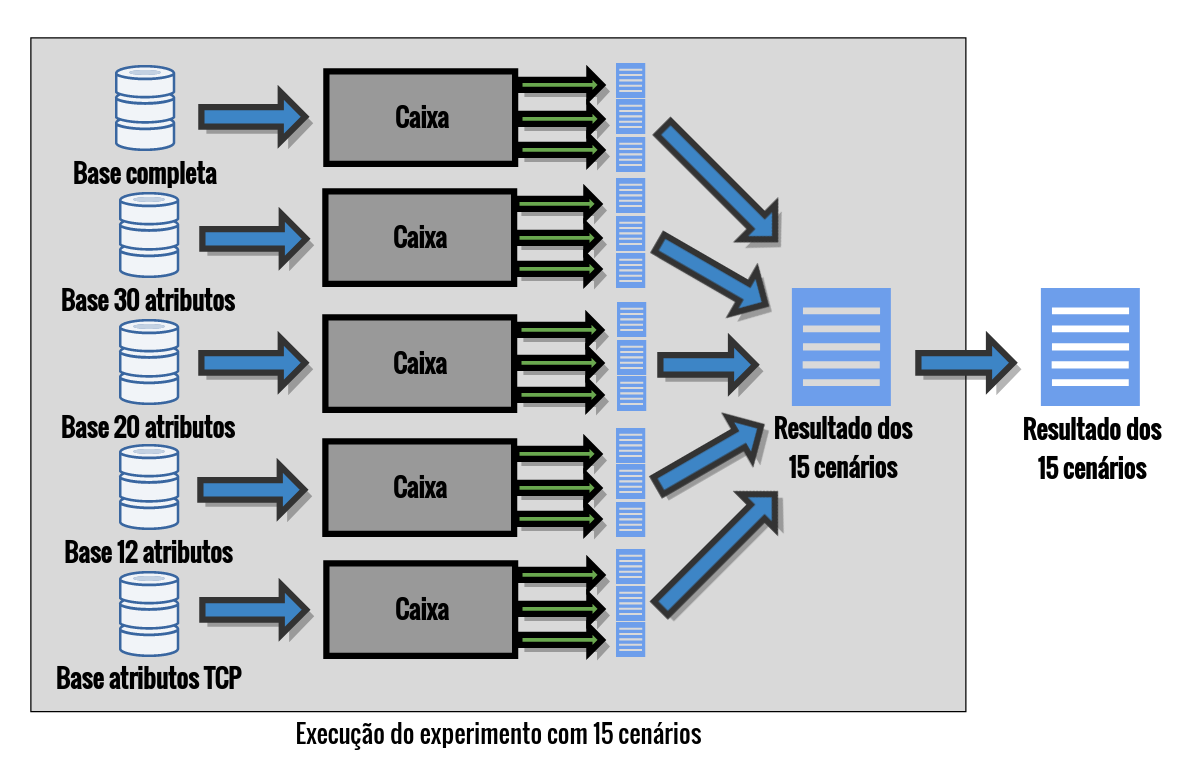 Caixa
Base completa
Caixa
Base 30 atributos
Caixa
Base 20 atributos
Resultado dos
15 cenários
Resultado dos
15 cenários
Caixa
Base 12 atributos
Caixa
Base atributos TCP
Execução do experimento com 15 cenários